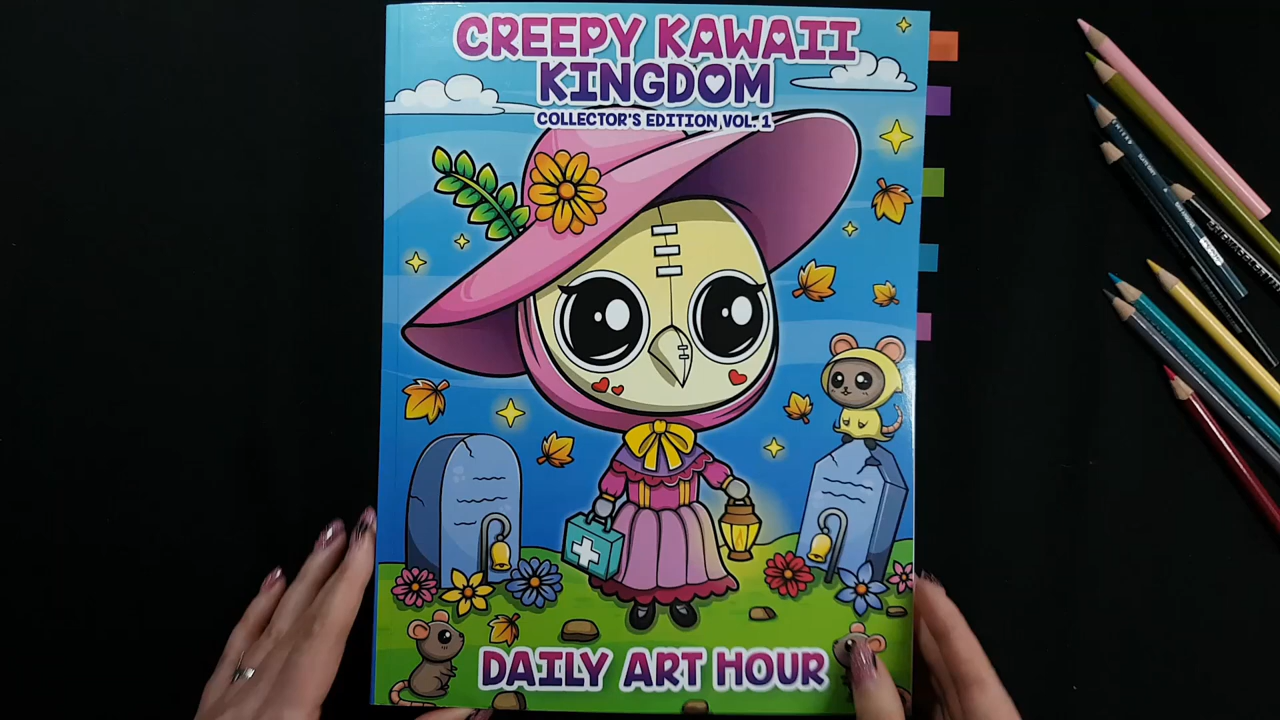 CREEPY KAWAII
KINGDOM
COLLECTOR'S EDITION VOL. 1
DAILY ART HOUR